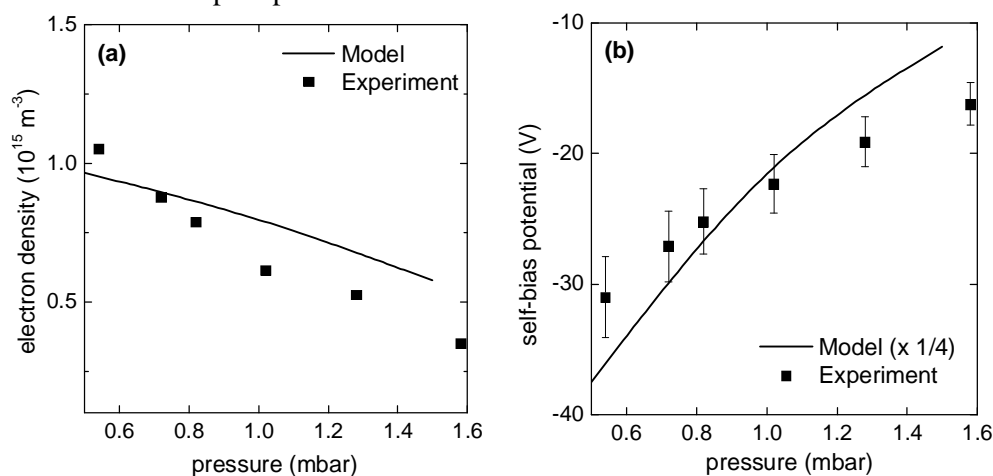 (a)
Model
Experiment
1.5
1.0
0.5
0.6 0.8 1.0 1.2 1.4 1.6
electron density (10¹⁵ m⁻³)
pressure (mbar)
(b)
-10
-20
-30
-40
0.6 0.8 1.0 1.2 1.4 1.6
self-bias potential (V)
Model (x 1/4)
Experiment
pressure (mbar)